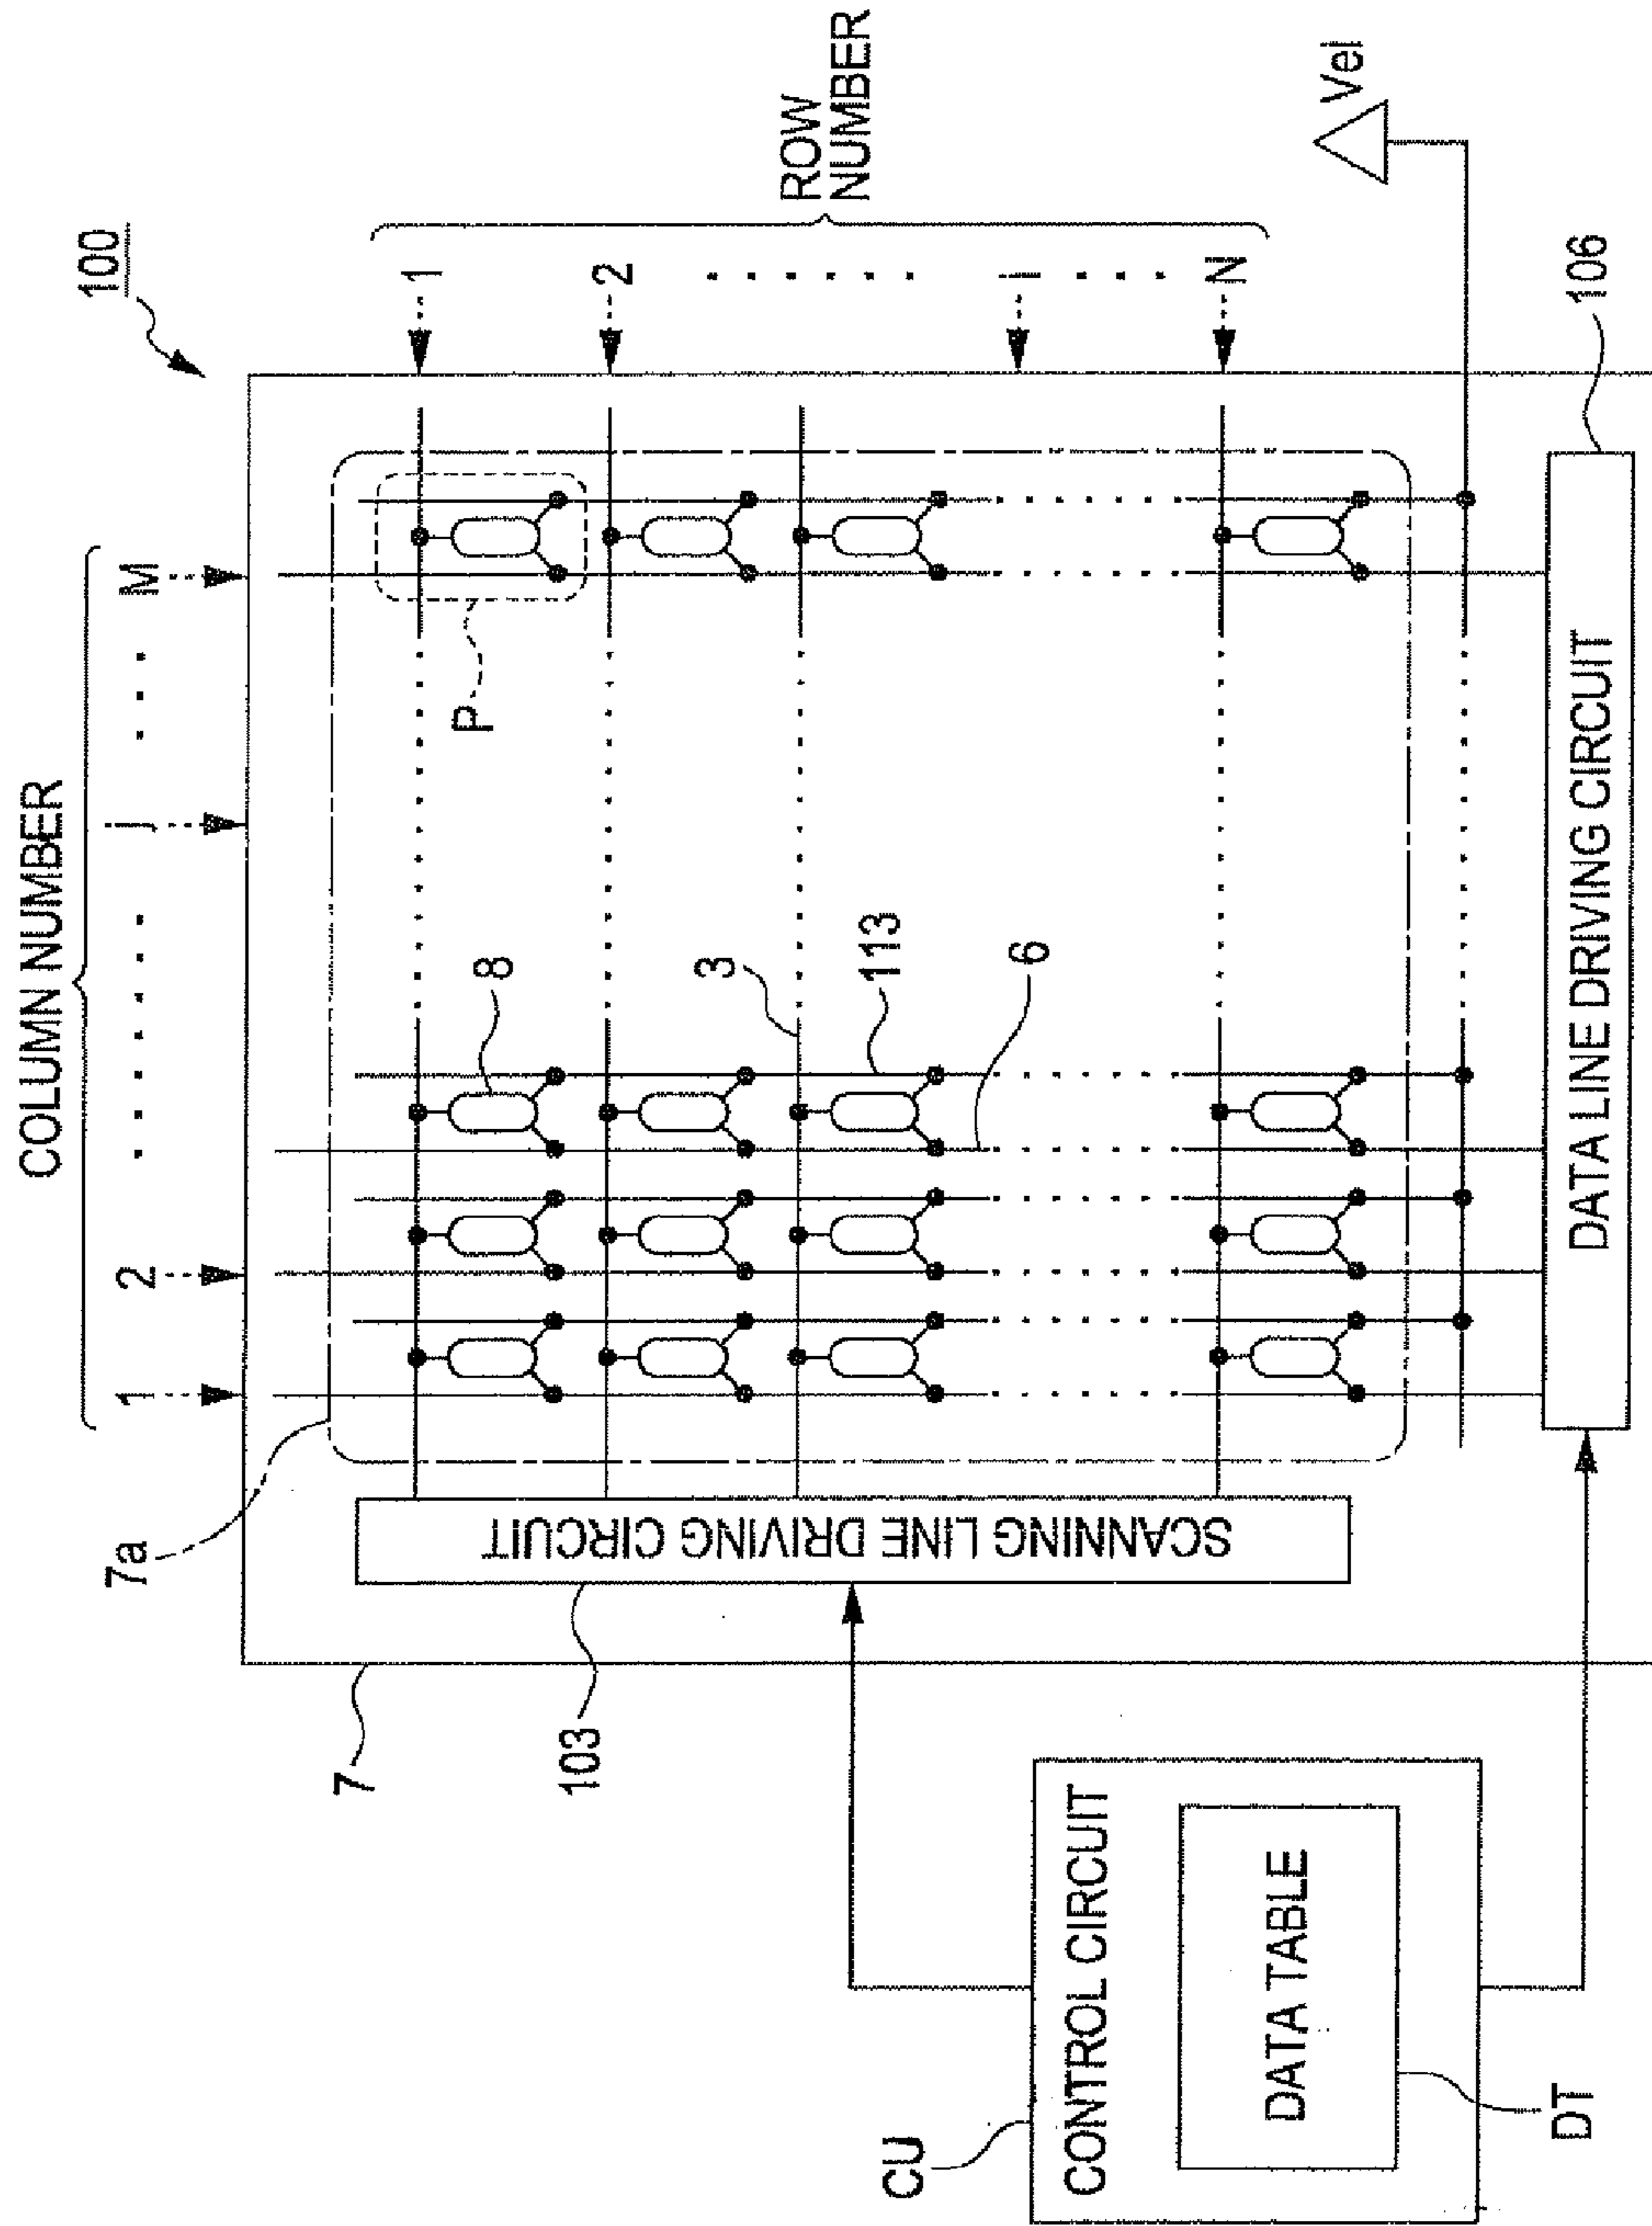 100
COLUMN NUMBER
1 2 ······· j ··· M
ROW
NUMBER
1
2
······
i
····
N
7a
7
8
3
113
6
P
SCANNING LINE DRIVING CIRCUIT
103
Vel
DATA LINE DRIVING CIRCUIT
106
CONTROL CIRCUIT
DATA TABLE
CU
DT